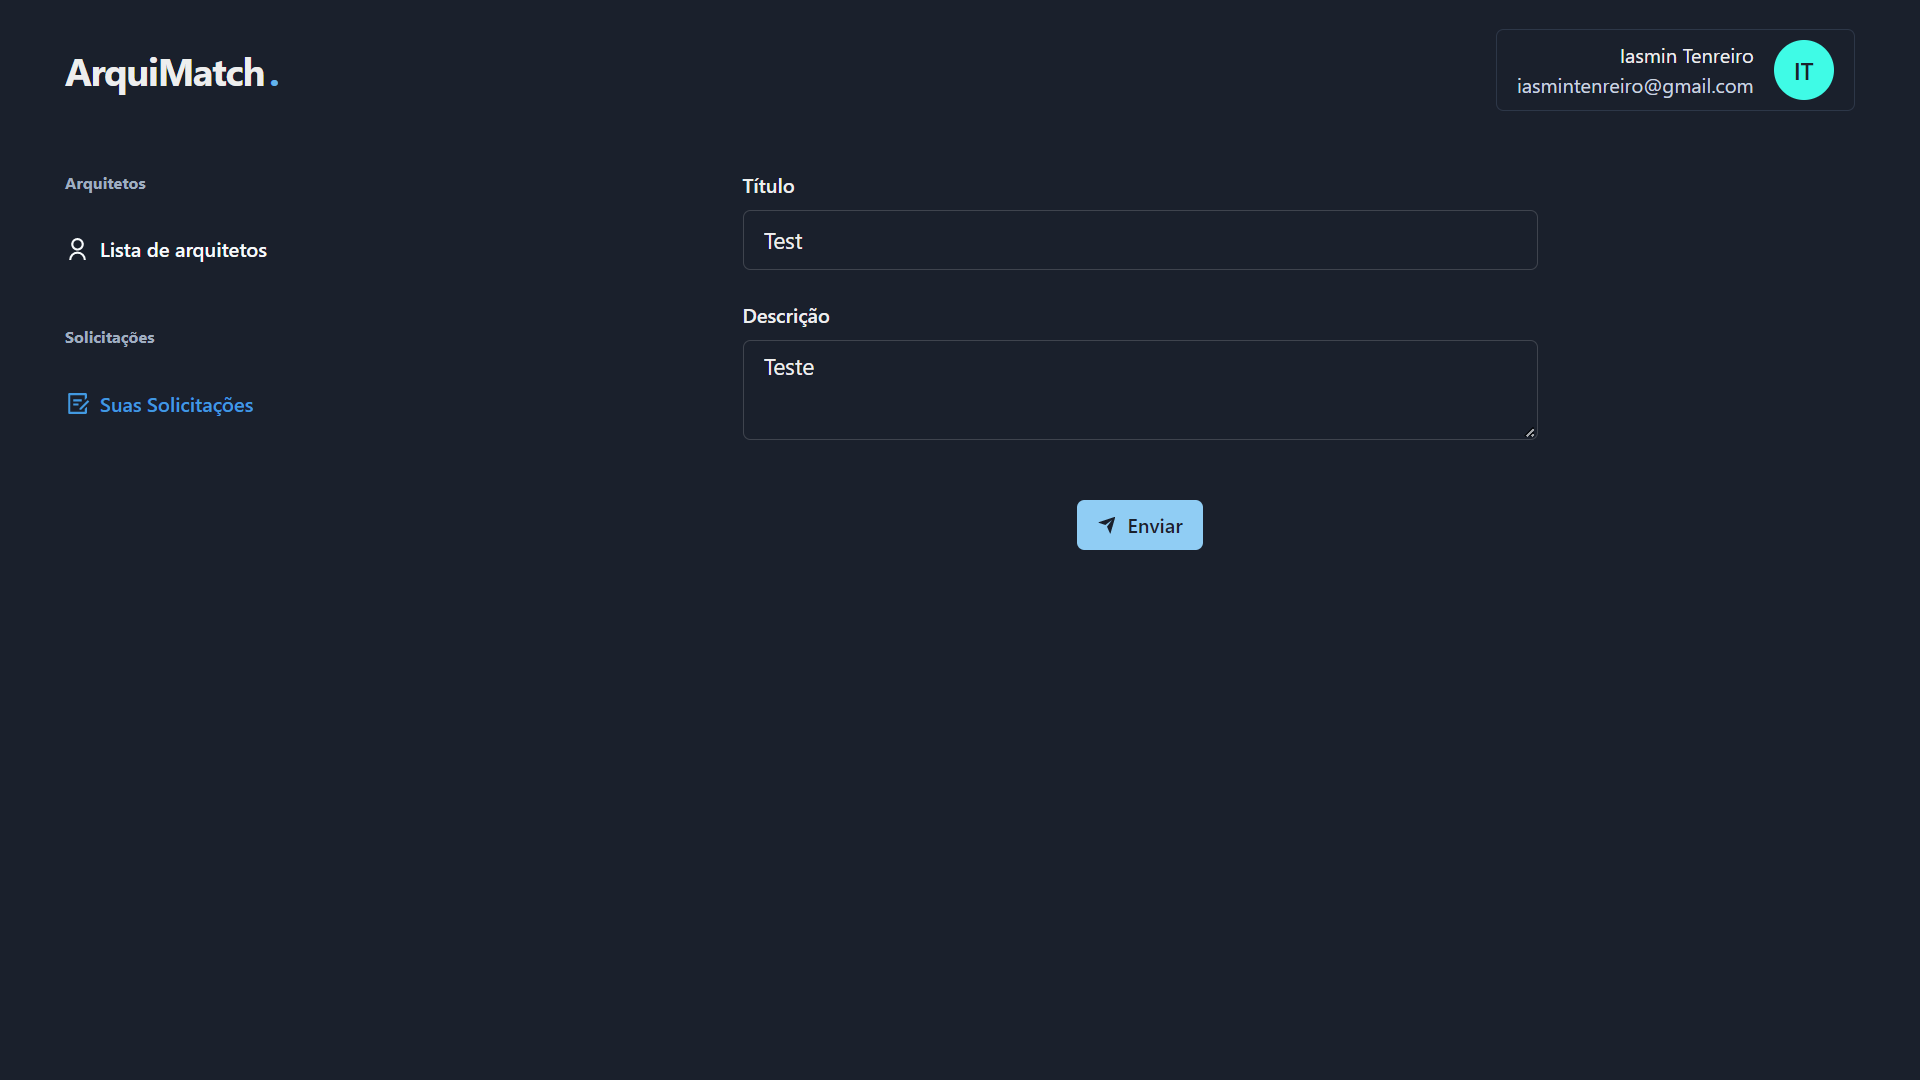 ArquiMatch.
Iasmin Tenreiro
iasmintenreiro@gmail.com
IT
Arquitetos
Lista de arquitetos
Solicitações
Suas Solicitações
Título
Test
Descrição
Teste
Enviar